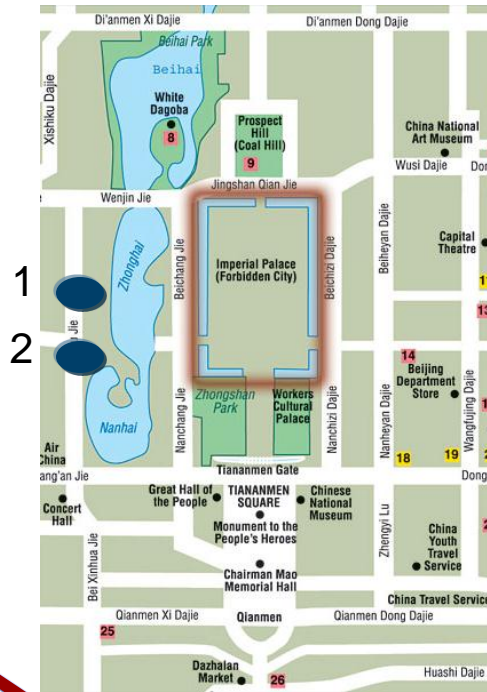 Di'anmen Xi Dajie
Di'anmen Dong Dajie
Beihai Park
Beihai
Xishiku Dajie
White
Dagoba
8
Prospect
Hill
(Coal Hill)
9
China National
Art Museum
Wusi Dajie
Jingshan Qian Jie
Wenjin Jie
Zhonghai
Beichang Jie
Imperial Palace
(Forbidden City)
Beichizi Dajie
Beiheyan Dajie
Capital
Theatre
1
Jie
2
14
Beijing
Department
Store
Wangfujing Dajie
Nanhai
Nanchang Jie
Zhongshan
Park
Workers
Cultural
Palace
Nanchizi Dajie
Nanheyan Dajie
18
19
Air
China
Tiananmen Gate
ang'an Jie
Dong
Concert
Hall
Great Hall of
the People
TIANANMEN
SQUARE
Chinese
National
Museum
Monument to the
People's Heroes
Zhengyi Lu
China
Youth
Travel
Service
Bei Xinhua Jie
Chairman Mao
Memorial Hall
China Travel Service
Qianmen Xi Dajie
Qianmen
Qianmen Dong Dajie
25
Dazhalan
Market
26
Huashi Dajie